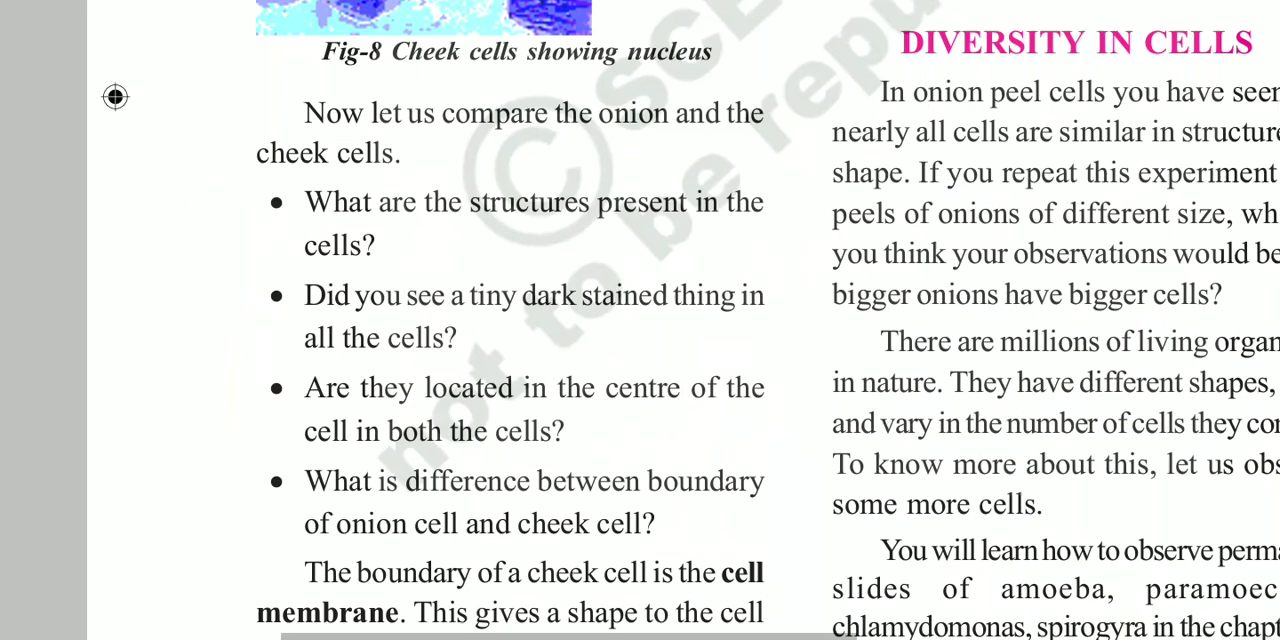 Fig-8 Cheek cells showing nucleus
Now let us compare the onion and the
cheek cells.
• What are the structures present in the
cells?
• Did you see a tiny dark stained thing in
all the cells?
• Are they located in the centre of the
cell in both the cells?
• What is difference between boundary
of onion cell and cheek cell?
The boundary of a cheek cell is the cell
membrane. This gives a shape to the cell
DIVERSITY IN CELLS
In onion peel cells you have seen
nearly all cells are similar in structure
shape. If you repeat this experiment
peels of onions of different size, wh
you think your observations would be
bigger onions have bigger cells?
There are millions of living organ
in nature. They have different shapes,
and vary in the number of cells they con
To know more about this, let us obs
some more cells.
You will learn how to observe perma
slides of amoeba, paramoec
chlamydomonas, spirogyra in the chapt
© SCE
not to be repu